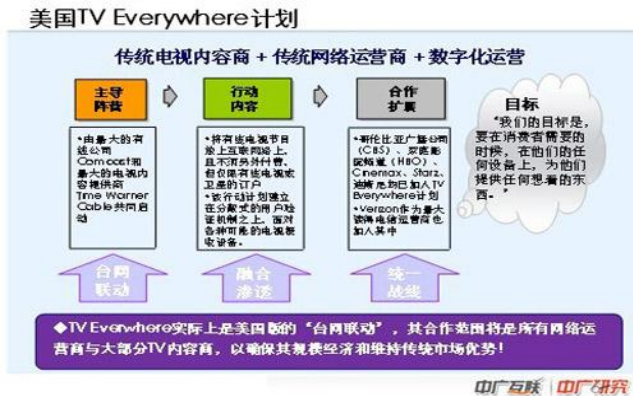 美国TV Everywhere计划
传统电视内容商 + 传统网络运营商 + 数字化运营
主导
阵营
行动
内容
合作
扩展
•由最大的有
线公司
Comcast和
最大的电视内
容提供商
Time Warner
Cable共同启
动
•将有线电视节目
放上互联网络上,
且不须另外付费,
但仅限有线电视或
卫星的订户
•该行动计划建立
在分散式的用户验
证机制之上,面对
各种可能的电视接
收设备。
•哥伦比亚广播公司
(CBS)、家庭影
院频道(HBO)、
Cinemax、Starz、
迪斯尼均已加入TV
Everywhere计划
•Verizon作为最大
的电信运营商也
加入其中
目标
“我们的目标是,
要在消费者需要的
时候,在他们的任
何设备上,为他们
提供任何想看的东
西。”
台网
联动
融合
渗透
统一
战线
◆TV Everywhere实际上是美国版的“台网联动”,其合作范围将是所有网络运
营商与大部分TV内容商,以确保其规模经济和维持传统市场优势!
中广互联 | 中广研究